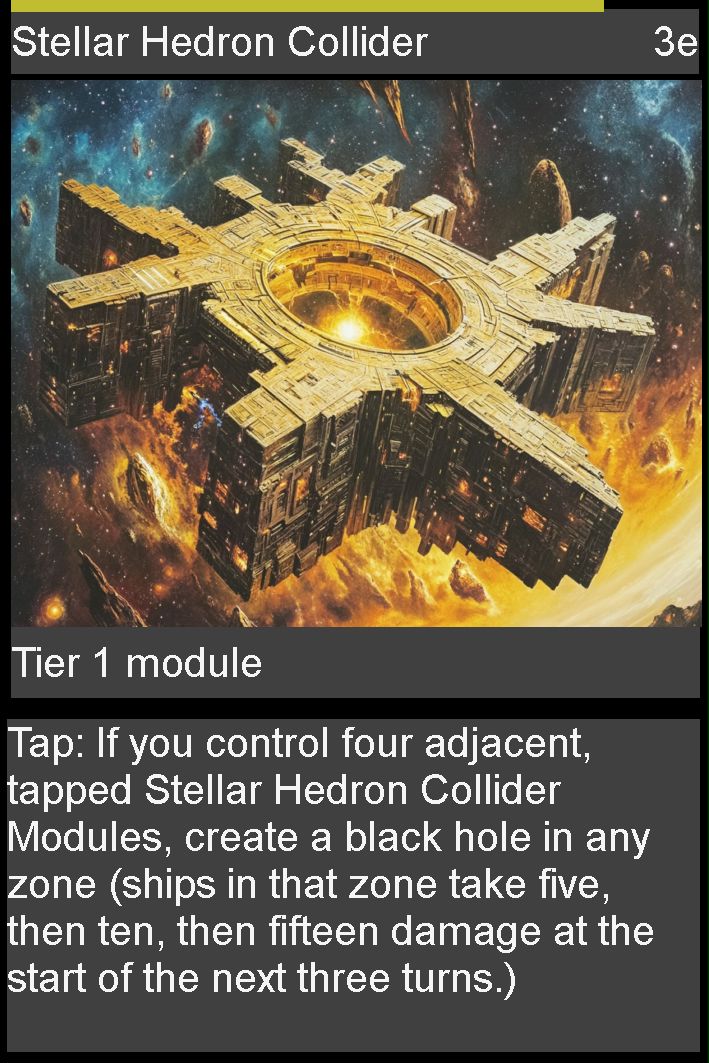 Stellar Hedron Collider 3e
Tier 1 module
Tap: If you control four adjacent,
tapped Stellar Hedron Collider
Modules, create a black hole in any
zone (ships in that zone take five,
then ten, then fifteen damage at the
start of the next three turns.)